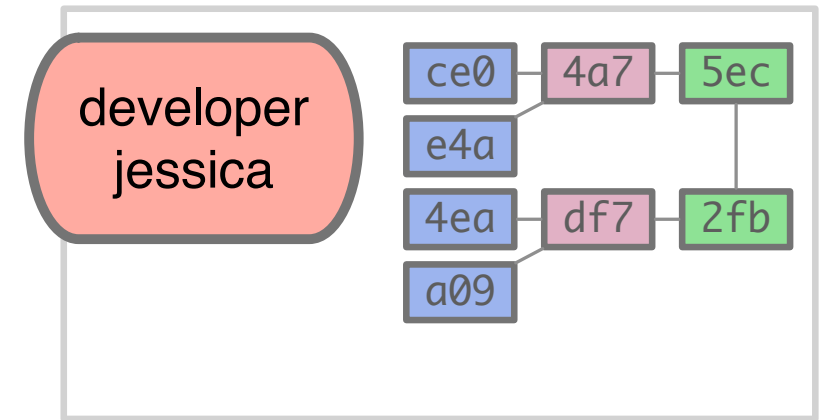 developer
jessica
ce0 4a7 5ec
e4a
4ea df7 2fb
a09